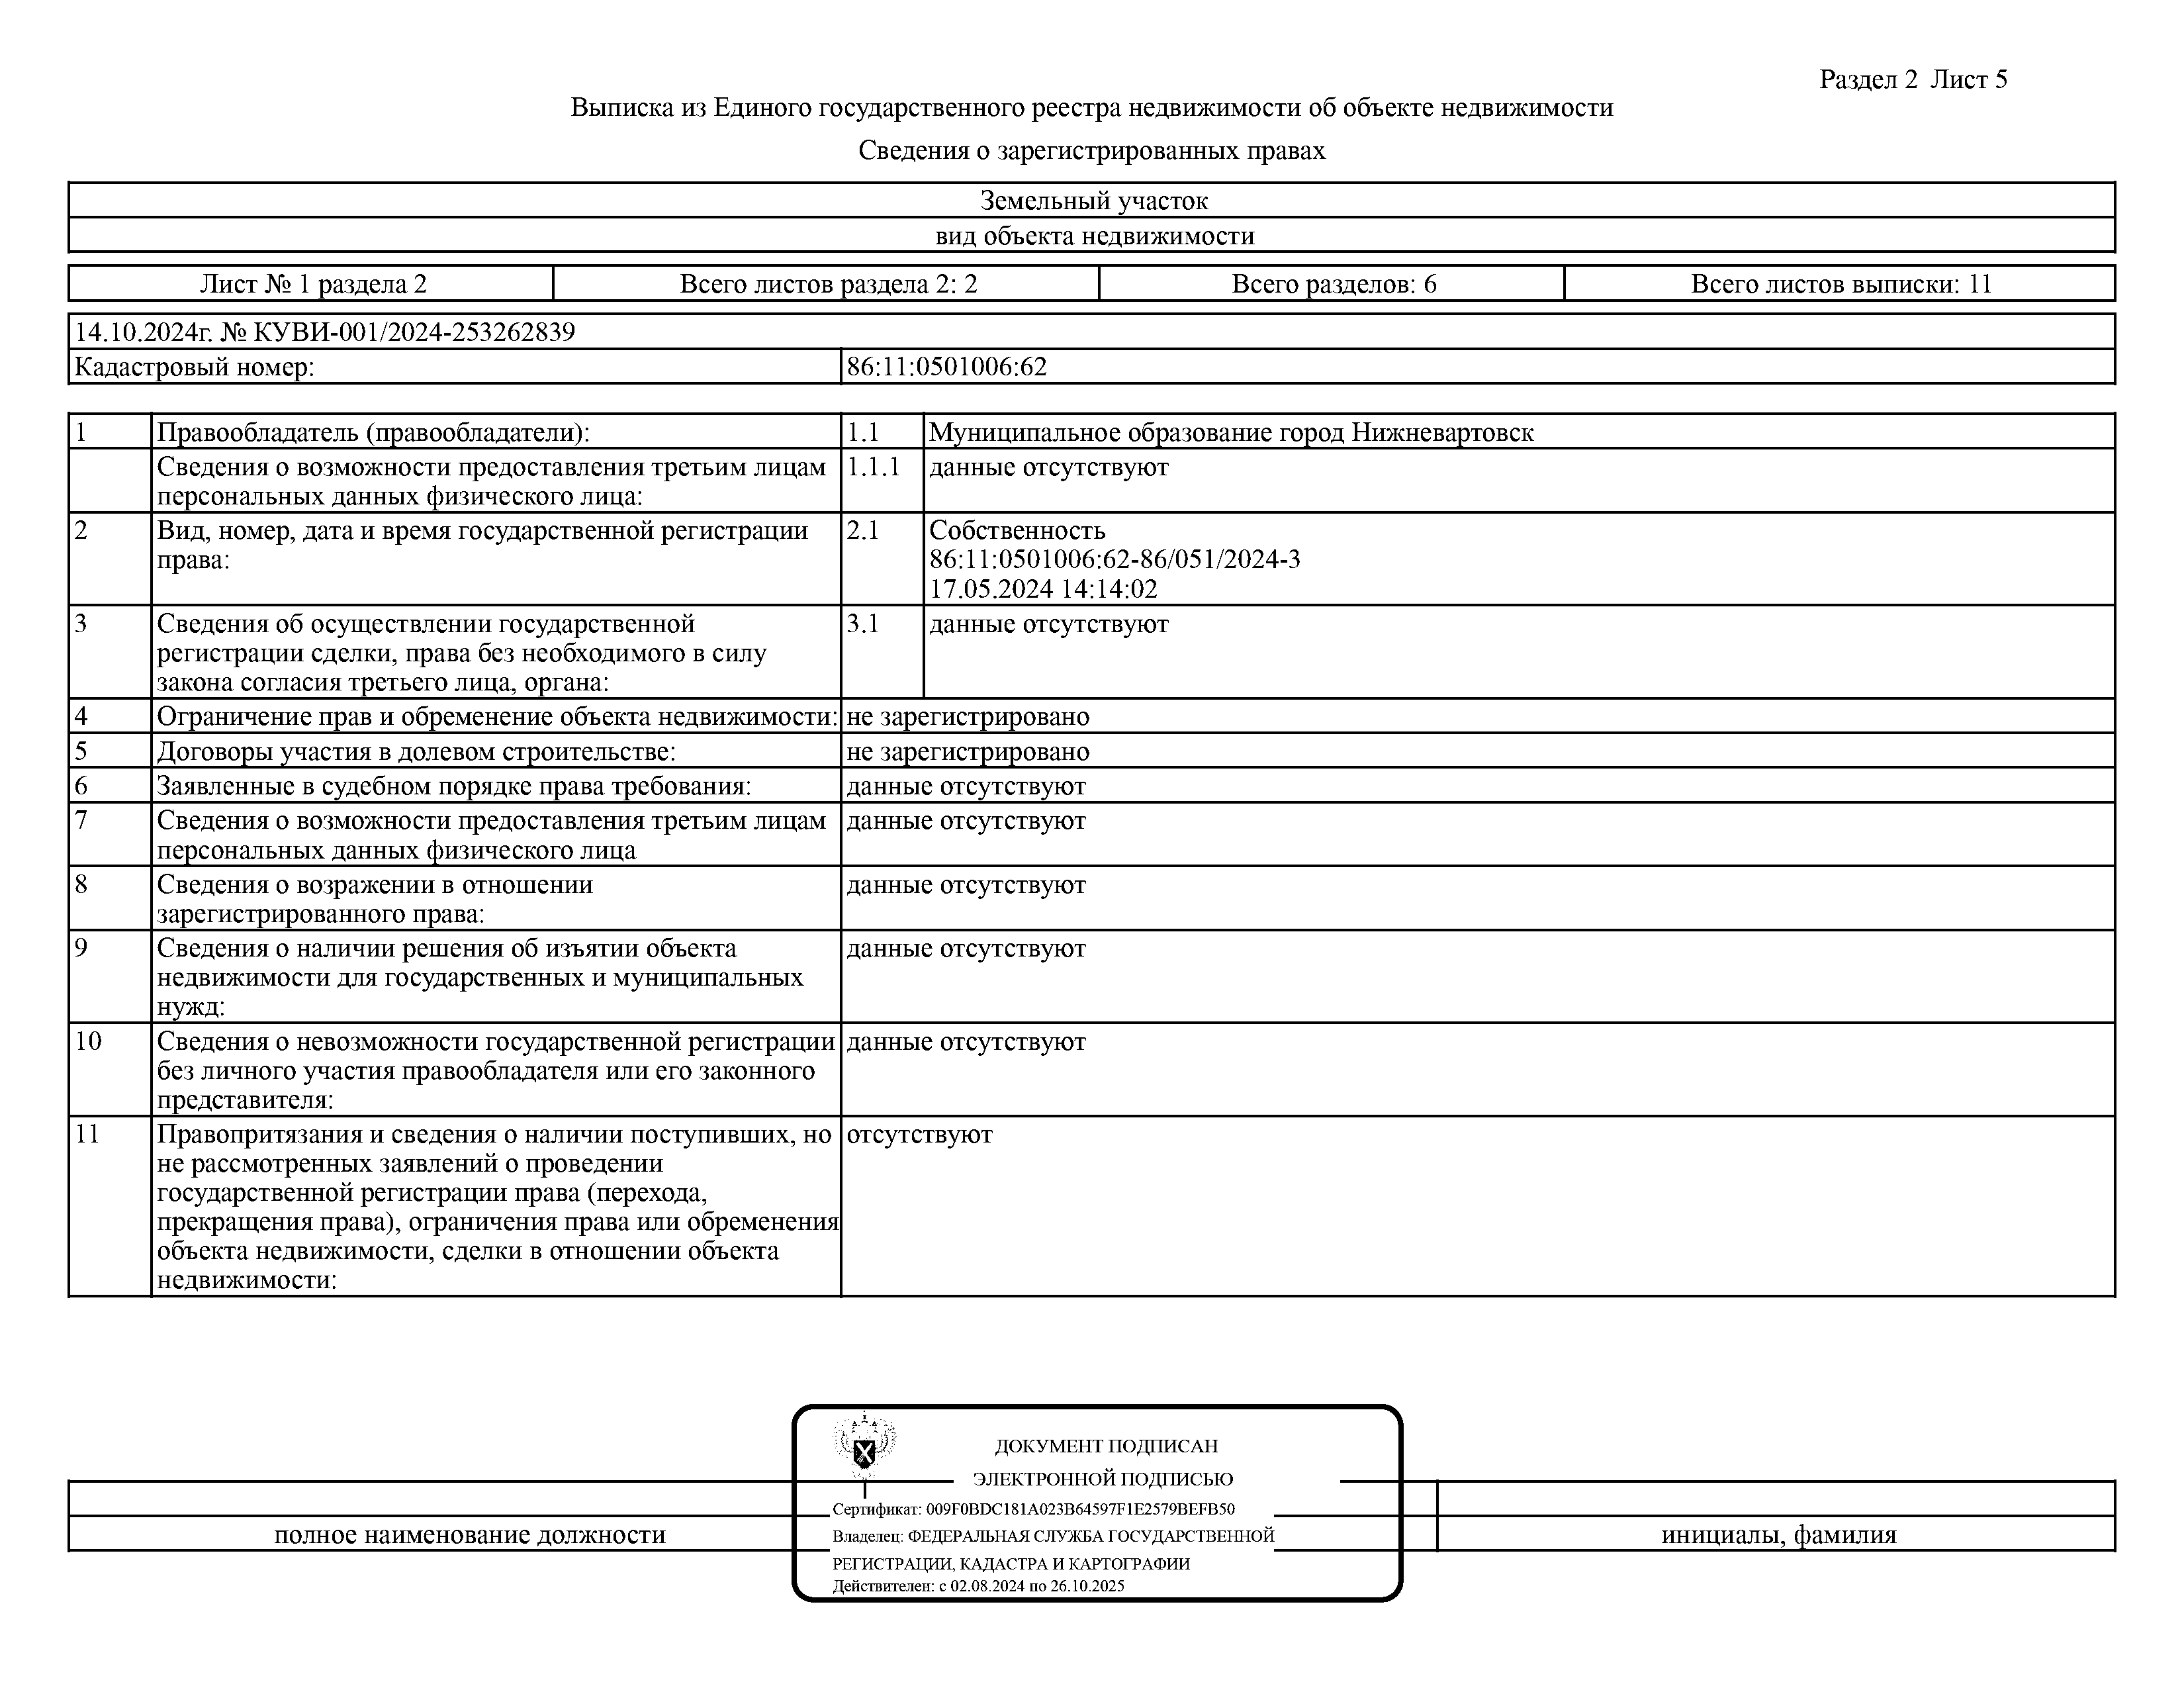 Раздел 2 Лист 5
Выписка из Единого государственного реестра недвижимости об объекте недвижимости
Сведения о зарегистрированных правах
Земельный участок
вид объекта недвижимости
Лист № 1 раздела 2
Всего листов раздела 2: 2
Всего разделов: 6
Всего листов выписки: 11
14.10.2024г. № КУВИ-001/2024-253262839
Кадастровый номер:
86:11:0501006:62
1
Правообладатель (правообладатели):
1.1
Муниципальное образование город Нижневартовск
Сведения о возможности предоставления третьим лицам
персональных данных физического лица:
1.1.1
данные отсутствуют
2
Вид, номер, дата и время государственной регистрации
права:
2.1
Собственность
86:11:0501006:62-86/051/2024-3
17.05.2024 14:14:02
3
Сведения об осуществлении государственной
регистрации сделки, права без необходимого в силу
закона согласия третьего лица, органа:
3.1
данные отсутствуют
4
Ограничение прав и обременение объекта недвижимости:
не зарегистрировано
5
Договоры участия в долевом строительстве:
не зарегистрировано
6
Заявленные в судебном порядке права требования:
данные отсутствуют
7
Сведения о возможности предоставления третьим лицам
персональных данных физического лица
данные отсутствуют
8
Сведения о возражении в отношении
зарегистрированного права:
данные отсутствуют
9
Сведения о наличии решения об изъятии объекта
недвижимости для государственных и муниципальных
нужд:
данные отсутствуют
10
Сведения о невозможности государственной регистрации
без личного участия правообладателя или его законного
представителя:
данные отсутствуют
11
Правопритязания и сведения о наличии поступивших, но
не рассмотренных заявлений о проведении
государственной регистрации права (перехода,
прекращения права), ограничения права или обременения
объекта недвижимости, сделки в отношении объекта
недвижимости:
отсутствуют
ДОКУМЕНТ ПОДПИСАН
ЭЛЕКТРОННОЙ ПОДПИСЬЮ
Сертификат: 009F0BDC181A023B64597F1E2579BEFB50
Владелец: ФЕДЕРАЛЬНАЯ СЛУЖБА ГОСУДАРСТВЕННОЙ
РЕГИСТРАЦИИ, КАДАСТРА И КАРТОГРАФИИ
Действителен: с 02.08.2024 по 26.10.2025
полное наименование должности
инициалы, фамилия